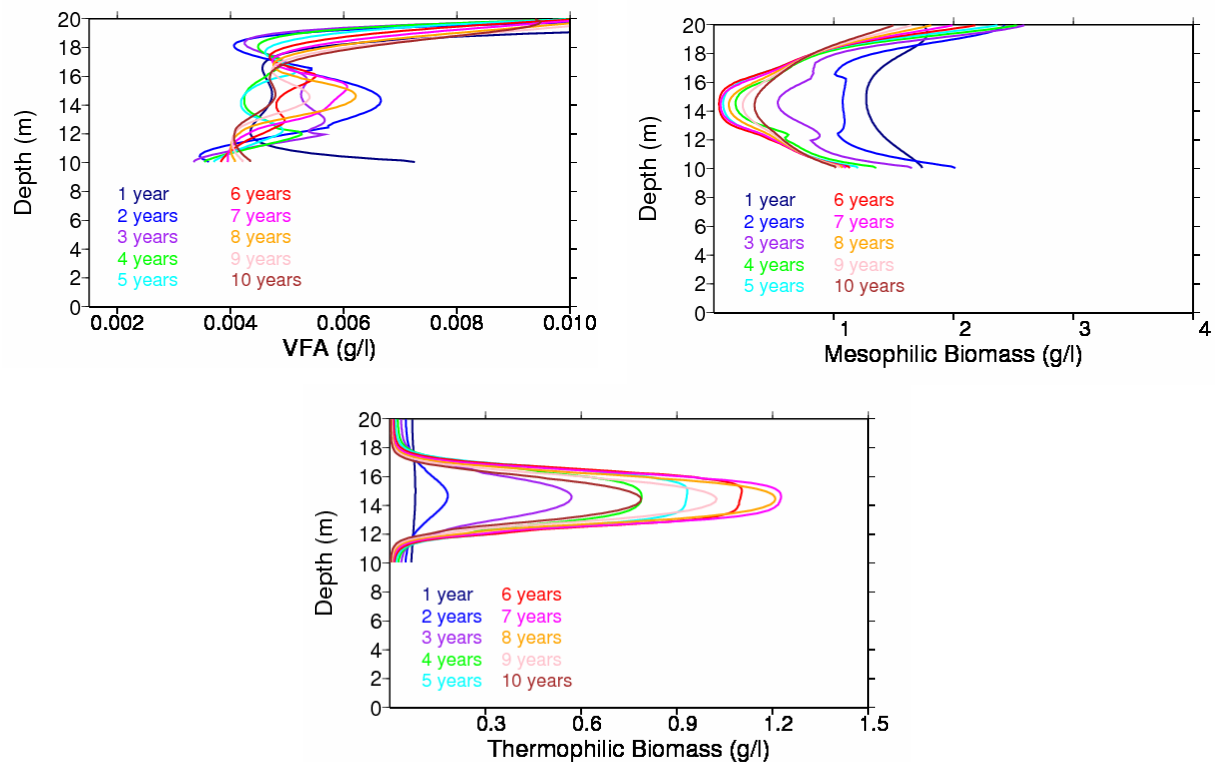 20
18
16
14
12
10
8
6
4
2
0
Depth (m)
1 year 6 years
2 years 7 years
3 years 8 years
4 years 9 years
5 years 10 years
0.002 0.004 0.006 0.008 0.010
VFA (g/l)
20
18
16
14
12
10
8
6
4
2
0
Depth (m)
1 year 6 years
2 years 7 years
3 years 8 years
4 years 9 years
5 years 10 years
1 2 3 4
Mesophilic Biomass (g/l)
20
18
16
14
12
10
8
6
4
2
0
Depth (m)
1 year 6 years
2 years 7 years
3 years 8 years
4 years 9 years
5 years 10 years
0.3 0.6 0.9 1.2 1.5
Thermophilic Biomass (g/l)